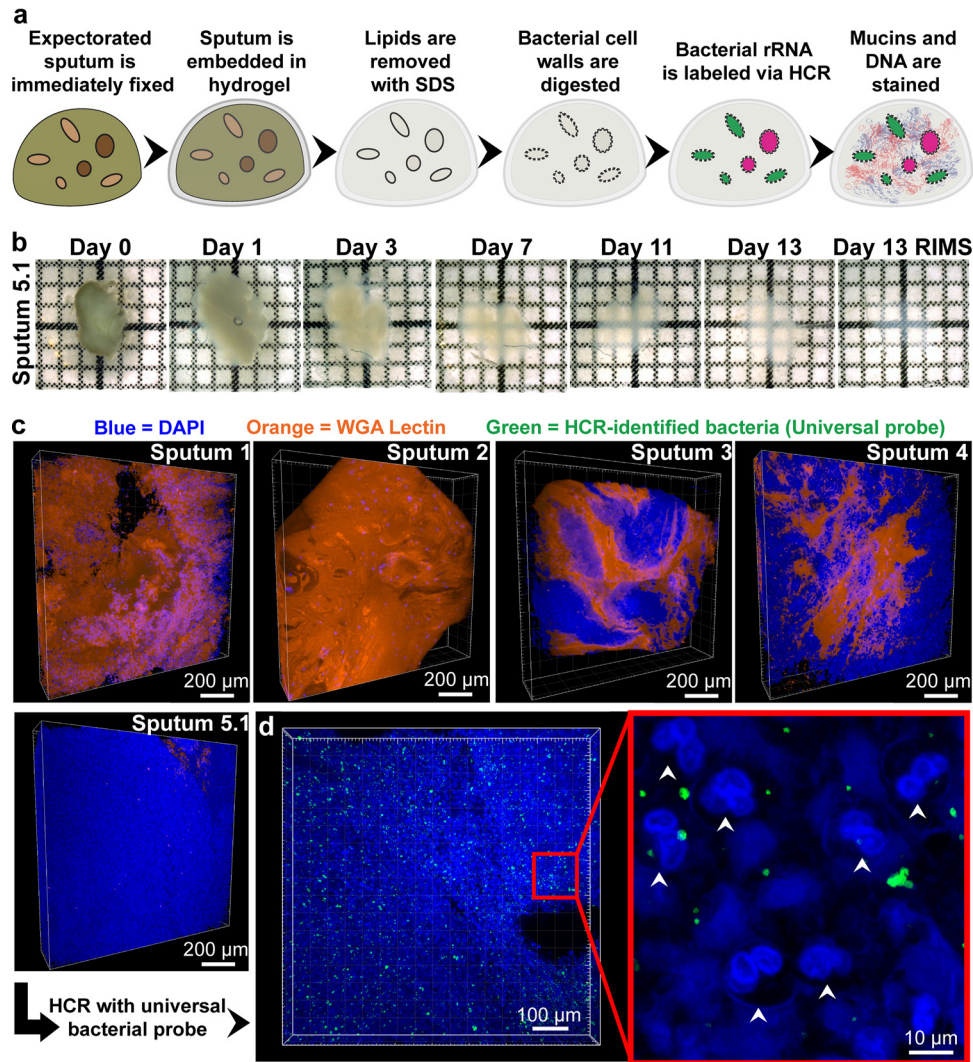 a
Expectorated
sputum is
immediately fixed
Sputum is
embedded in
hydrogel
Lipids are
removed
with SDS
Bacterial cell
walls are
digested
Bacterial rRNA
is labeled via HCR
Mucins and
DNA are
stained
b
Sputum 5.1
Day 0
Day 1
Day 3
Day 7
Day 11
Day 13
Day 13 RIMS
c
Blue = DAPI
Orange = WGA Lectin
Green = HCR-identified bacteria (Universal probe)
Sputum 1
200 µm
Sputum 2
200 µm
Sputum 3
200 µm
Sputum 4
200 µm
Sputum 5.1
200 µm
HCR with universal
bacterial probe
d
100 µm
10 µm